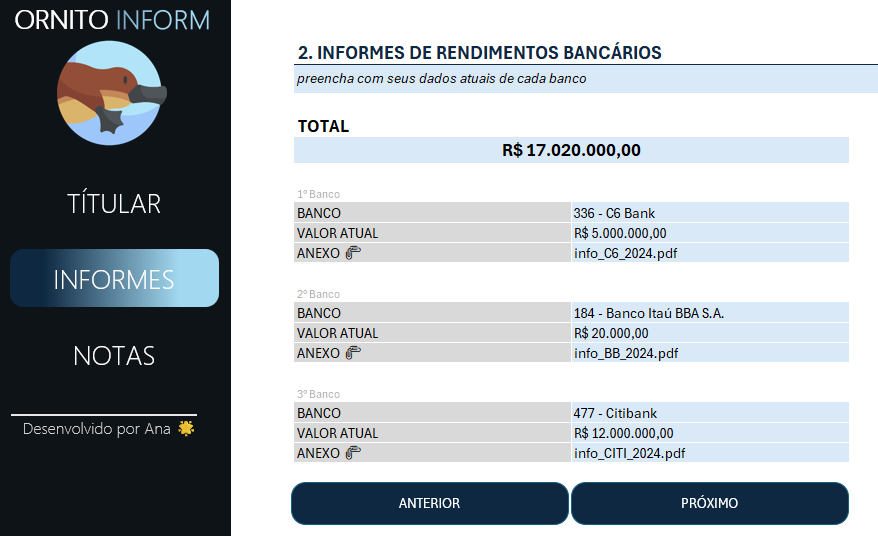 ORNITO INFORM
TÍTULAR
INFORMES
NOTAS
Desenvolvido por Ana
2. INFORMES DE RENDIMENTOS BANCÁRIOS
preencha com seus dados atuais de cada banco
TOTAL
R$ 17.020.000,00
1º Banco
BANCO 336 - C6 Bank
VALOR ATUAL R$ 5.000.000,00
ANEXO info_C6_2024.pdf
2º Banco
BANCO 184 - Banco Itaú BBA S.A.
VALOR ATUAL R$ 20.000,00
ANEXO info_BB_2024.pdf
3º Banco
BANCO 477 - Citibank
VALOR ATUAL R$ 12.000.000,00
ANEXO info_CITI_2024.pdf
ANTERIOR PRÓXIMO